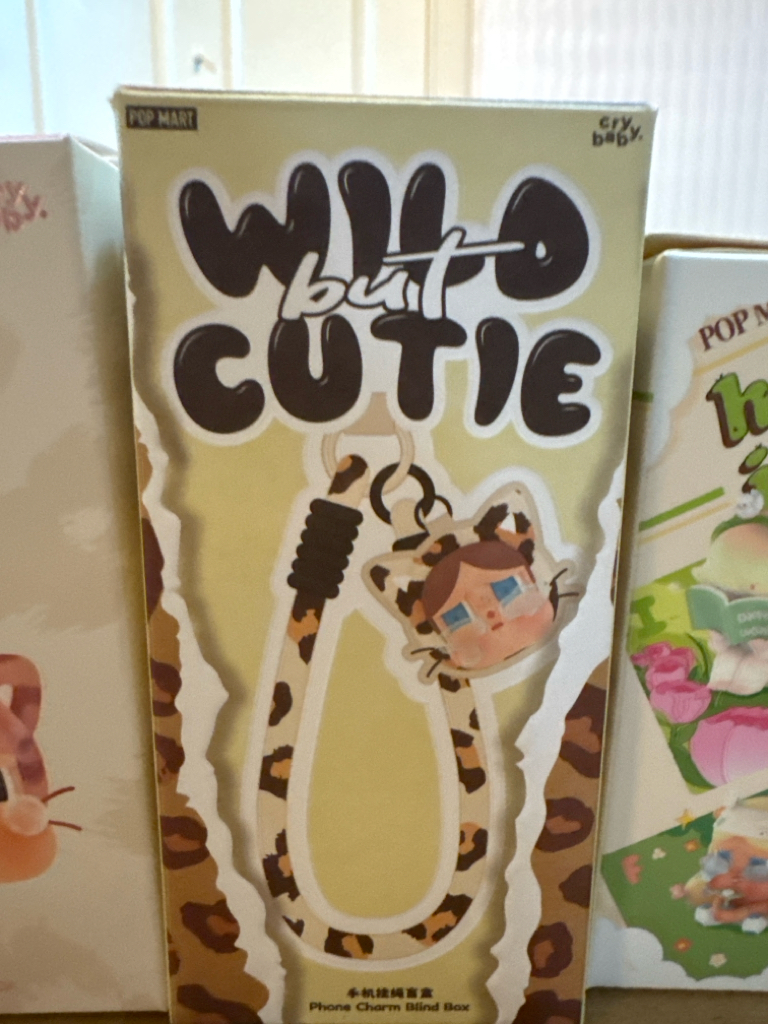 POP MART
cry
baby.
WILD
but
CUTIE
手机挂绳盲盒
Phone Charm Blind Box
POP M